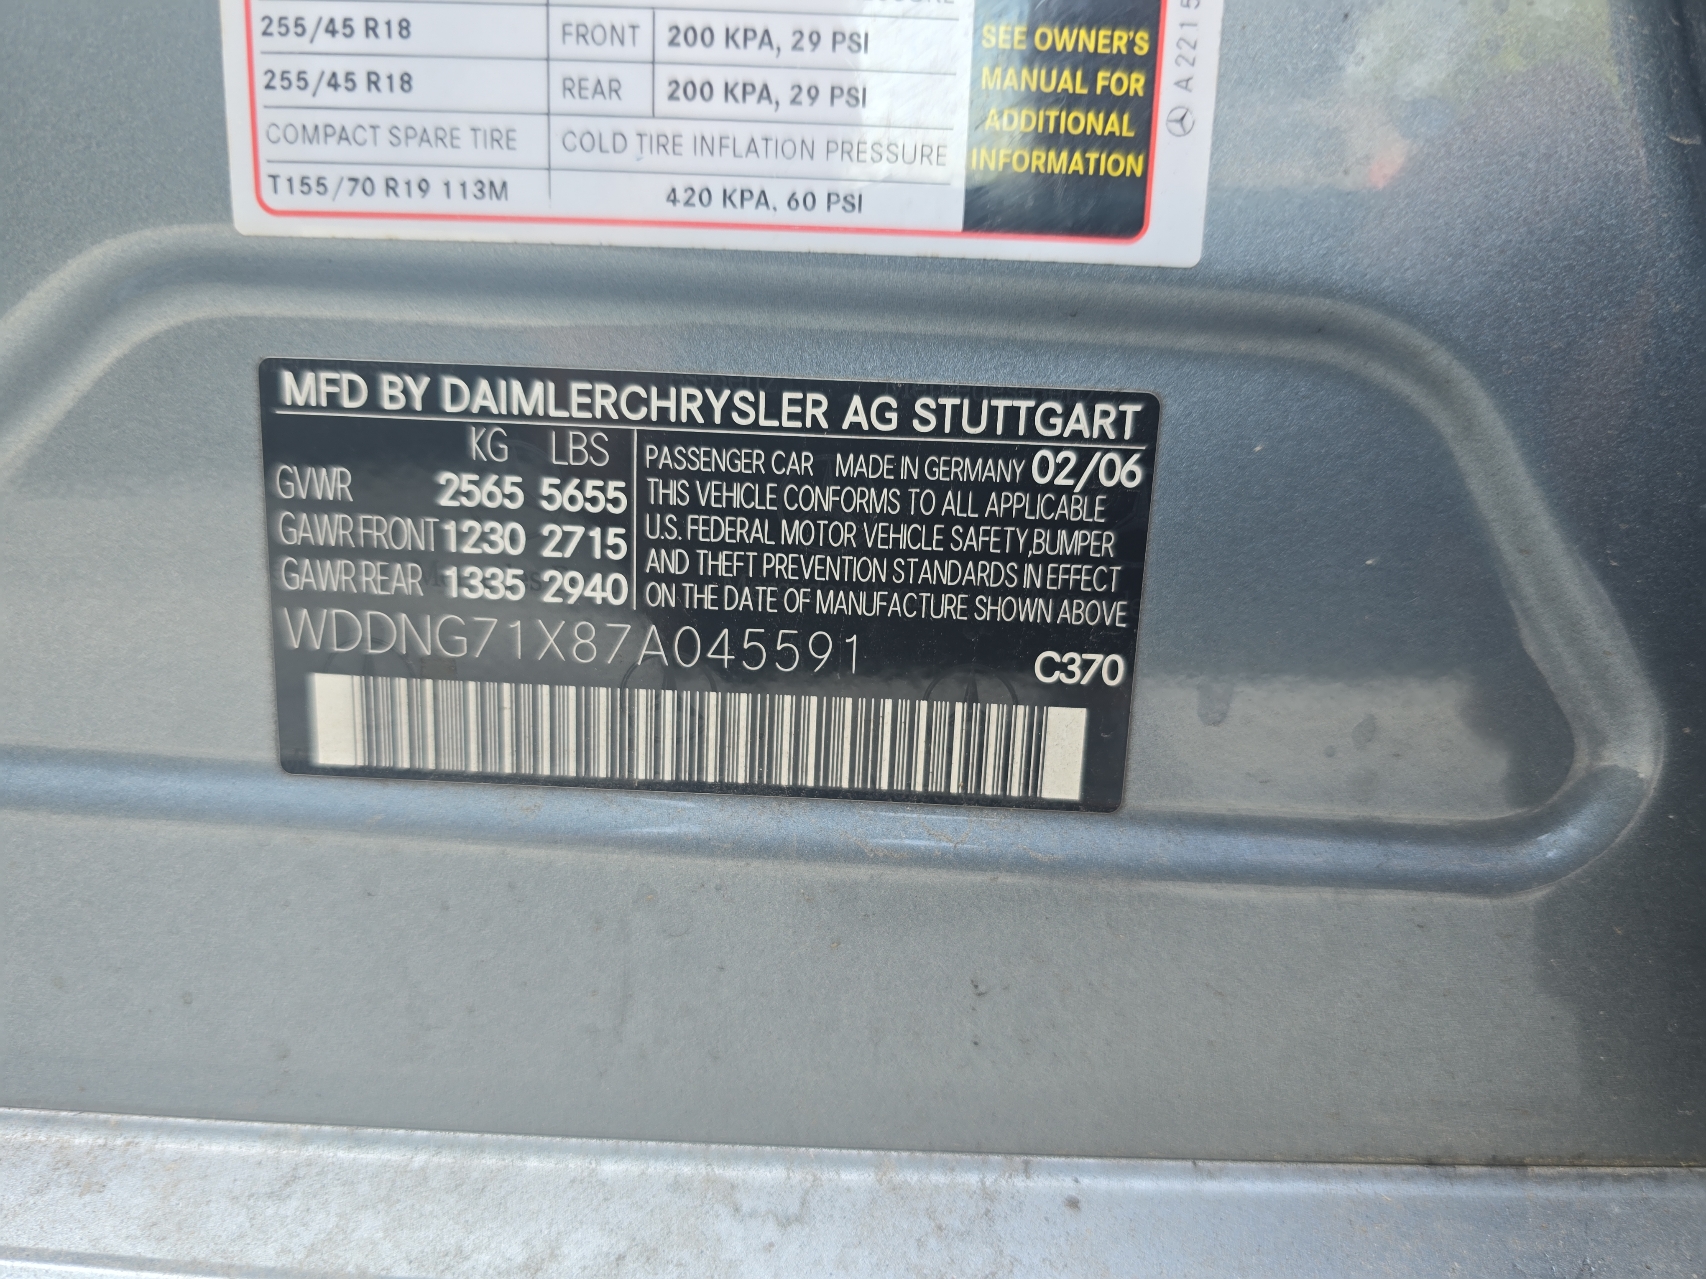 255/45 R18 FRONT 200 KPA, 29 PSI
255/45 R18 REAR 200 KPA, 29 PSI
COMPACT SPARE TIRE COLD TIRE INFLATION PRESSURE
T155/70 R19 113M 420 KPA, 60 PSI
SEE OWNER'S
MANUAL FOR
ADDITIONAL
INFORMATION
A2215
MFD BY DAIMLERCHRYSLER AG STUTTGART
KG LBS
GVWR 2565 5655
GAWR FRONT 1230 2715
GAWR REAR 1335 2940
PASSENGER CAR MADE IN GERMANY 02/06
THIS VEHICLE CONFORMS TO ALL APPLICABLE
U.S. FEDERAL MOTOR VEHICLE SAFETY,BUMPER
AND THEFT PREVENTION STANDARDS IN EFFECT
ON THE DATE OF MANUFACTURE SHOWN ABOVE
WDDNG71X87A045591
C370